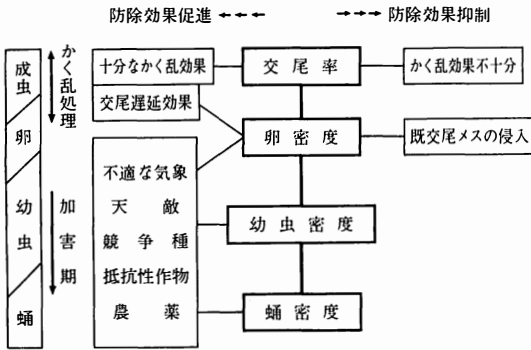 防除効果促進 ←←← →→→ 防除効果抑制
成虫
卵
幼虫
蛹
かく乱処理
加害期
十分なかく乱効果
交尾遅延効果
不適な気象
天敵
競争種
抵抗性作物
農薬
交尾率
卵密度
幼虫密度
蛹密度
かく乱効果不十分
既交尾メスの侵入